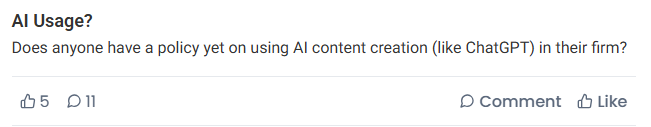 AI Usage?
Does anyone have a policy yet on using AI content creation (like ChatGPT) in their firm?
5 11 Comment Like